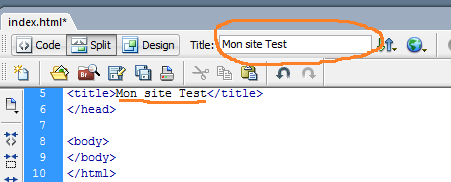 index.html*
Code Split Design Title: Mon site Test
Br
5 <title>Mon site Test</title>
6 </head>
7
8 <body>
9 </body>
10 </html>